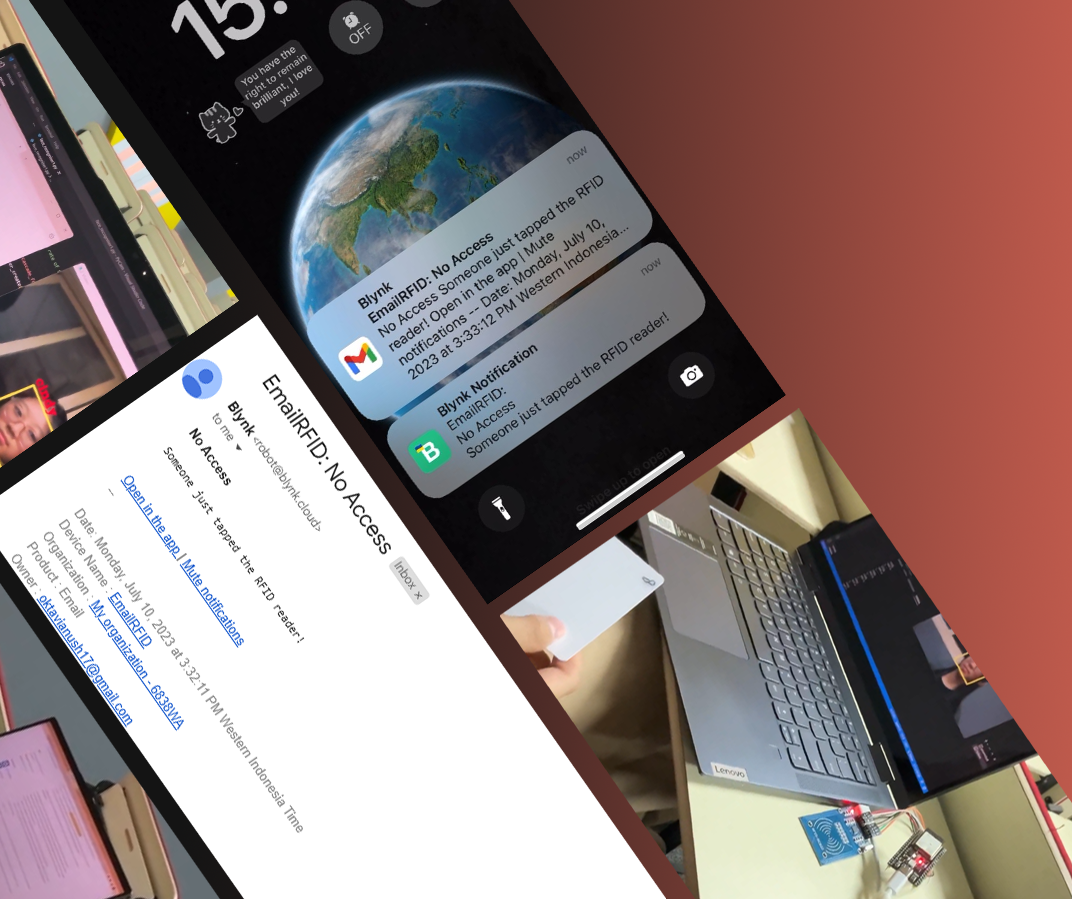 15:
OFF
You have the
right to remain
brilliant, I love
you!
now
Blynk
EmailRFID: No Access
No Access Someone just tapped the RFID
reader! Open in the app | Mute
notifications -- Date: Monday, July 10,
2023 at 3:33:12 PM Western Indonesia...
now
Blynk Notification
EmailRFID:
No Access
Someone just tapped the RFID reader!
Swipe up to open
EmailRFID: No Access
Inbox ×
Blynk <robot@blynk.cloud>
to me
No Access
Someone just tapped the RFID reader!
Open in the app | Mute notifications
--
Date: Monday, July 10, 2023 at 3:32:11 PM Western Indonesia Time
Device Name : EmailRFID
Organization : My organization - 6838WA
Product : Email
Owner : oktavianush17@gmail.com
Lenovo